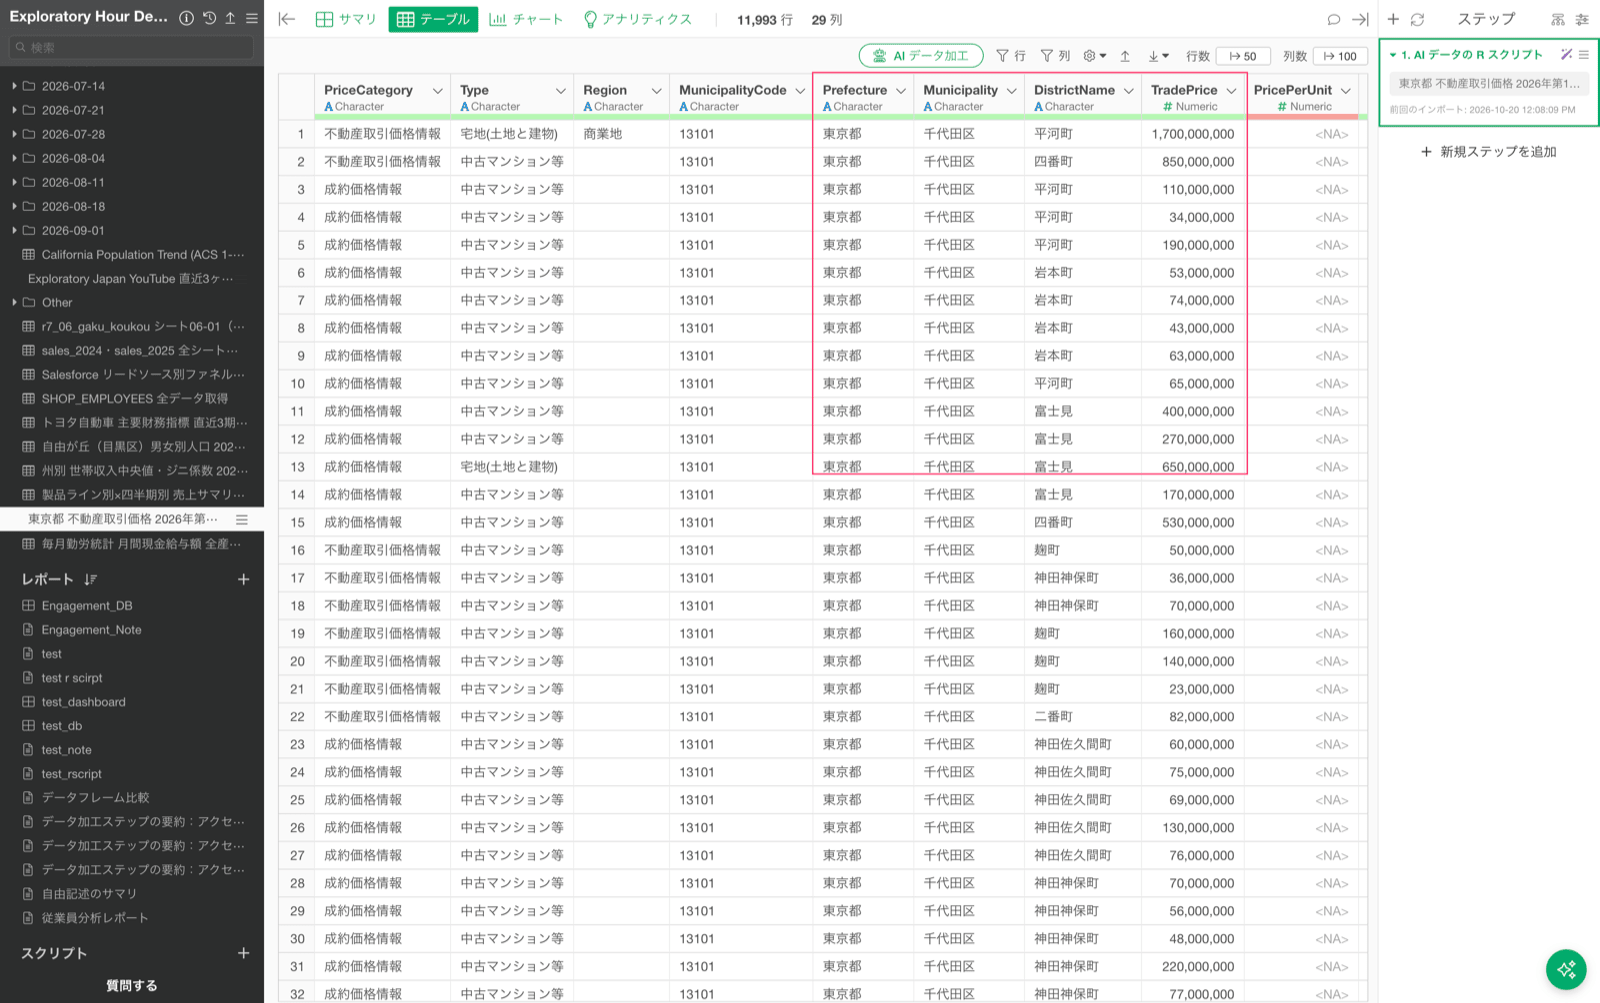 Exploratory Hour De...
検索
2026-07-14
2026-07-21
2026-07-28
2026-08-04
2026-08-11
2026-08-18
2026-09-01
California Population Trend (ACS 1-…
Exploratory Japan YouTube 直近3ヶ…
Other
r7_06_gaku_koukou シート06-01（…
sales_2024・sales_2025 全シート…
Salesforce リードソース別ファネル…
SHOP_EMPLOYEES 全データ取得
トヨタ自動車 主要財務指標 直近3期…
自由が丘（目黒区）男女別人口 202…
州別 世帯収入中央値・ジニ係数 202…
製品ライン別×四半期別 売上サマリ…
東京都 不動産取引価格 2026年第…
毎月勤労統計 月間現金給与額 全産…
レポート
Engagement_DB
Engagement_Note
test
test r scirpt
test_dashboard
test_db
test_note
test_rscript
データフレーム比較
データ加工ステップの要約：アクセ…
データ加工ステップの要約：アクセ…
データ加工ステップの要約：アクセ…
自由記述のサマリ
従業員分析レポート
スクリプト
質問する
サマリ テーブル チャート アナリティクス 11,993 行 29 列
AI データ加工 行 列 行数 50 列数 100
PriceCategory Type Region MunicipalityCode Prefecture Municipality DistrictName TradePrice PricePerUnit
Character Character Character Character Character Character Character Numeric Numeric
1 不動産取引価格情報 宅地(土地と建物) 商業地 13101 東京都 千代田区 平河町 1,700,000,000 <NA>
2 不動産取引価格情報 中古マンション等 13101 東京都 千代田区 四番町 850,000,000 <NA>
3 成約価格情報 中古マンション等 13101 東京都 千代田区 平河町 110,000,000 <NA>
4 成約価格情報 中古マンション等 13101 東京都 千代田区 平河町 34,000,000 <NA>
5 成約価格情報 中古マンション等 13101 東京都 千代田区 平河町 190,000,000 <NA>
6 成約価格情報 中古マンション等 13101 東京都 千代田区 岩本町 53,000,000 <NA>
7 成約価格情報 中古マンション等 13101 東京都 千代田区 岩本町 74,000,000 <NA>
8 成約価格情報 中古マンション等 13101 東京都 千代田区 岩本町 43,000,000 <NA>
9 成約価格情報 中古マンション等 13101 東京都 千代田区 岩本町 63,000,000 <NA>
10 成約価格情報 中古マンション等 13101 東京都 千代田区 平河町 65,000,000 <NA>
11 成約価格情報 中古マンション等 13101 東京都 千代田区 富士見 400,000,000 <NA>
12 成約価格情報 中古マンション等 13101 東京都 千代田区 富士見 270,000,000 <NA>
13 成約価格情報 宅地(土地と建物) 13101 東京都 千代田区 富士見 650,000,000 <NA>
14 成約価格情報 中古マンション等 13101 東京都 千代田区 富士見 170,000,000 <NA>
15 成約価格情報 中古マンション等 13101 東京都 千代田区 四番町 530,000,000 <NA>
16 不動産取引価格情報 中古マンション等 13101 東京都 千代田区 麹町 50,000,000 <NA>
17 不動産取引価格情報 中古マンション等 13101 東京都 千代田区 神田神保町 36,000,000 <NA>
18 不動産取引価格情報 中古マンション等 13101 東京都 千代田区 神田神保町 70,000,000 <NA>
19 不動産取引価格情報 中古マンション等 13101 東京都 千代田区 麹町 160,000,000 <NA>
20 不動産取引価格情報 中古マンション等 13101 東京都 千代田区 麹町 140,000,000 <NA>
21 不動産取引価格情報 中古マンション等 13101 東京都 千代田区 麹町 23,000,000 <NA>
22 不動産取引価格情報 中古マンション等 13101 東京都 千代田区 二番町 82,000,000 <NA>
23 成約価格情報 中古マンション等 13101 東京都 千代田区 神田佐久間町 60,000,000 <NA>
24 成約価格情報 中古マンション等 13101 東京都 千代田区 神田佐久間町 75,000,000 <NA>
25 成約価格情報 中古マンション等 13101 東京都 千代田区 神田佐久間町 69,000,000 <NA>
26 成約価格情報 中古マンション等 13101 東京都 千代田区 神田佐久間町 130,000,000 <NA>
27 成約価格情報 中古マンション等 13101 東京都 千代田区 神田佐久間町 76,000,000 <NA>
28 成約価格情報 中古マンション等 13101 東京都 千代田区 神田神保町 70,000,000 <NA>
29 成約価格情報 中古マンション等 13101 東京都 千代田区 神田神保町 56,000,000 <NA>
30 成約価格情報 中古マンション等 13101 東京都 千代田区 神田神保町 48,000,000 <NA>
31 成約価格情報 中古マンション等 13101 東京都 千代田区 神田神保町 220,000,000 <NA>
32 成約価格情報 中古マンション等 13101 東京都 千代田区 神田神保町 77,000,000 <NA>
ステップ
1. AI データの R スクリプト
東京都 不動産取引価格 2026年第1...
前回のインポート: 2026-10-20 12:08:09 PM
新規ステップを追加